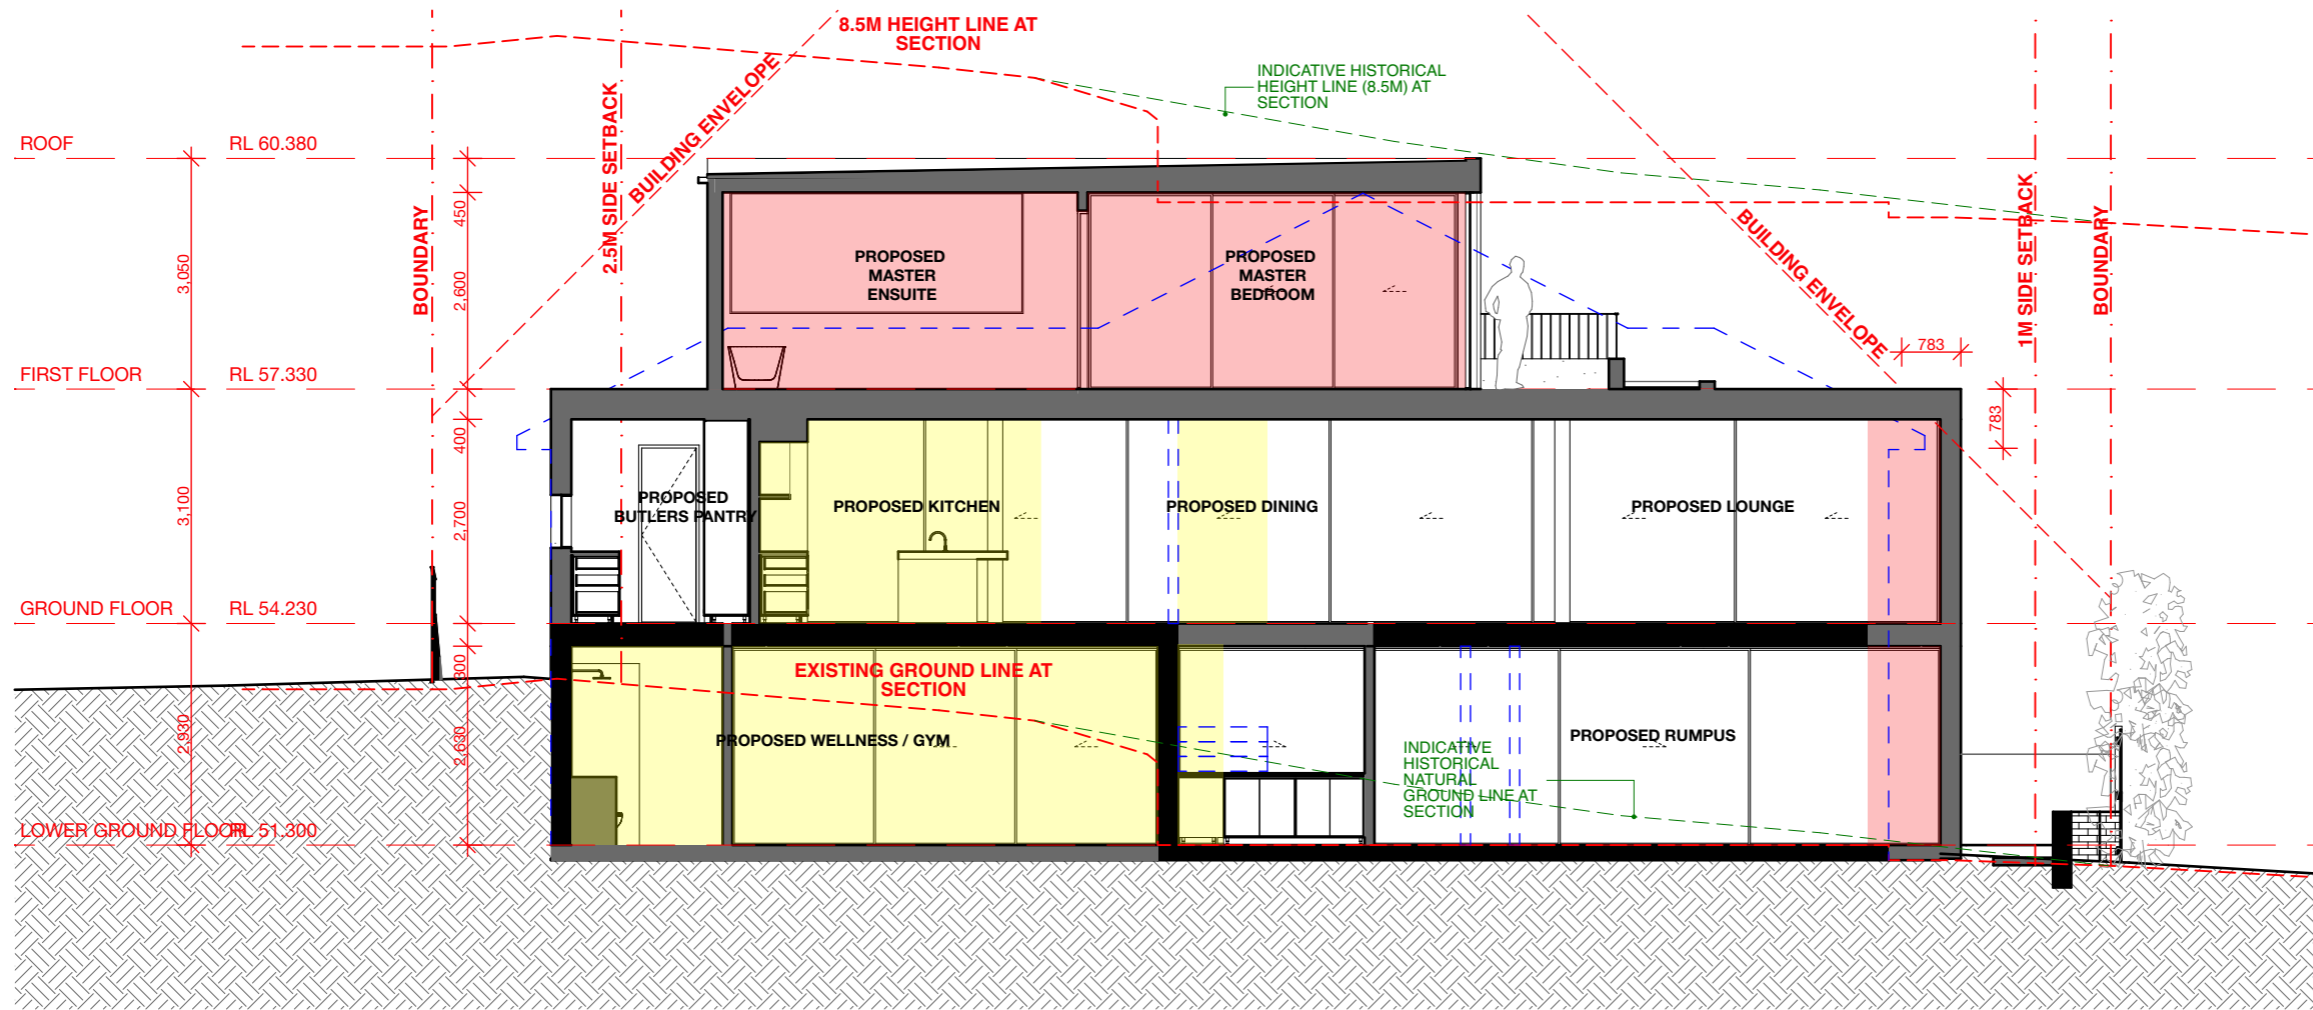 8.5M HEIGHT LINE AT
SECTION
INDICATIVE HISTORICAL
HEIGHT LINE (8.5M) AT
SECTION
BUILDING ENVELOPE
2.5M SIDE SETBACK
BOUNDARY
ROOF RL 60.380
450
3,050
2,600
PROPOSED
MASTER
ENSUITE
PROPOSED
MASTER
BEDROOM
BUILDING ENVELOPE
1M SIDE SETBACK
BOUNDARY
783
783
FIRST FLOOR RL 57.330
400
3,100
2,700
PROPOSED
BUTLERS PANTRY
PROPOSED KITCHEN
PROPOSED DINING
PROPOSED LOUNGE
GROUND FLOOR RL 54.230
300
2,930
2,630
EXISTING GROUND LINE AT
SECTION
PROPOSED WELLNESS / GYM
PROPOSED RUMPUS
INDICATIVE
HISTORICAL
NATURAL
GROUND LINE AT
SECTION
LOWER GROUND FLOOR RL 51.300